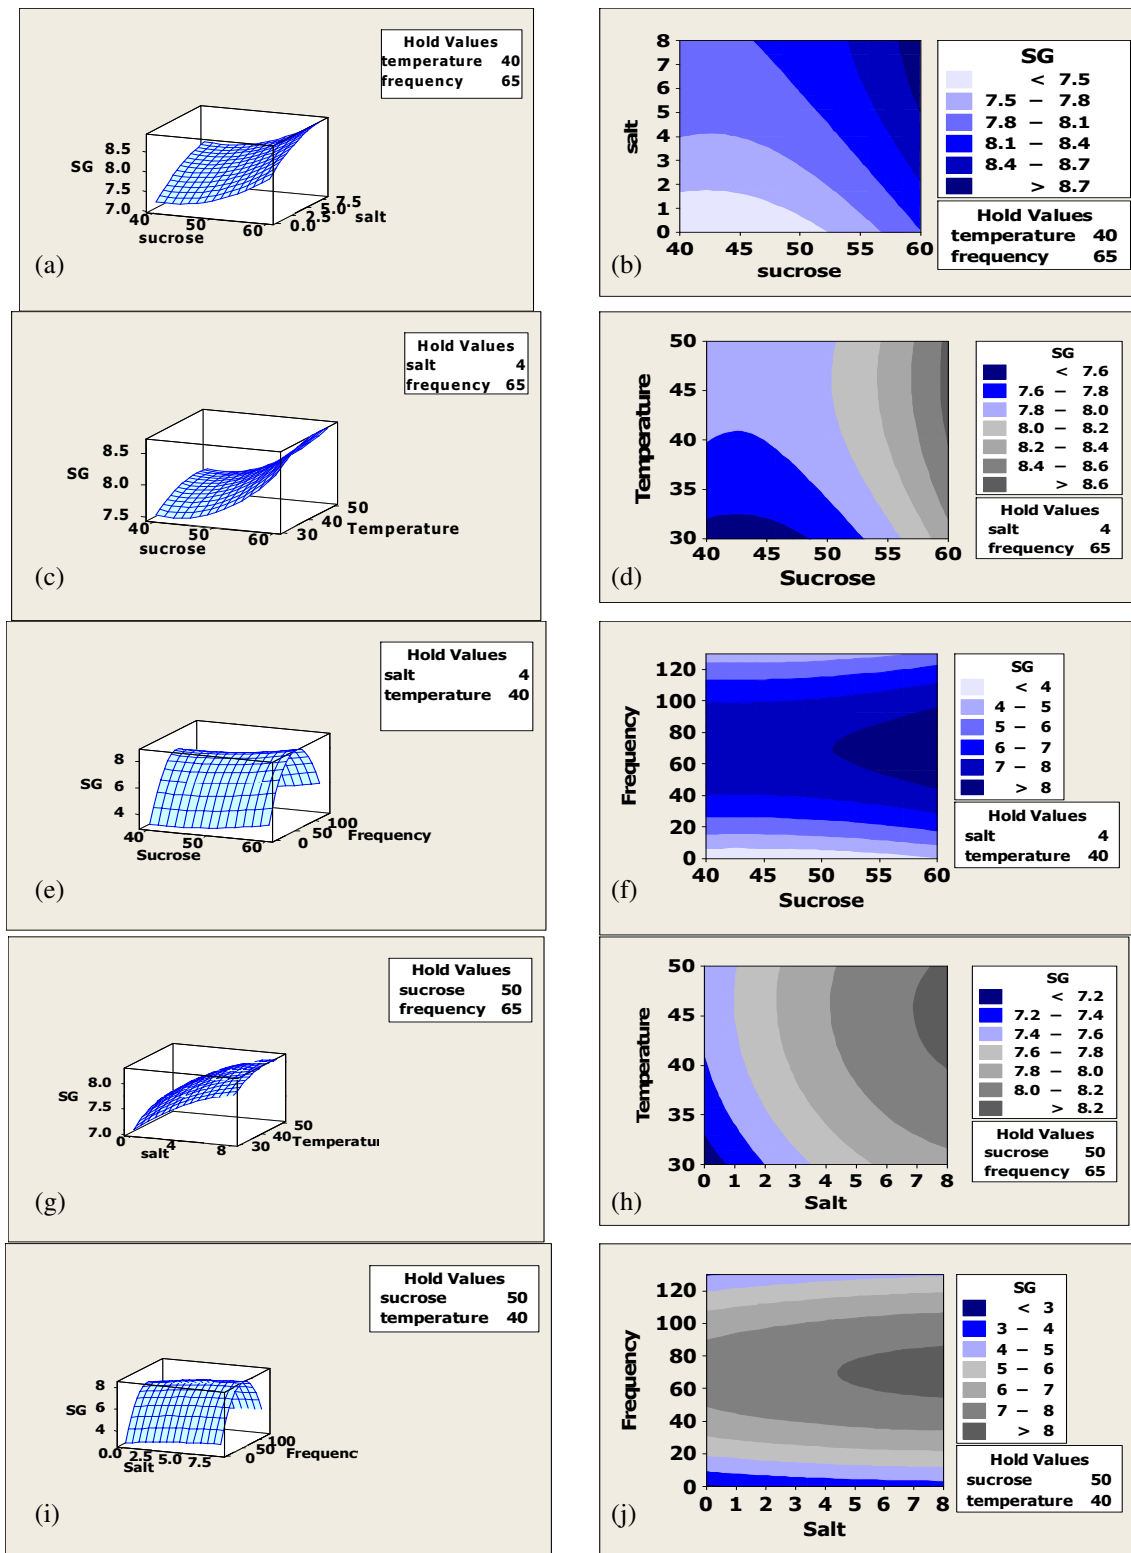 Hold Values
temperature 40
frequency 65
SG
8.5
8.0
7.5
7.0
40
50
60
sucrose
0.0
2.5
5.0
7.5
salt
(a)
8
7
6
5
4
3
2
1
0
salt
40 45 50 55 60
sucrose
SG
< 7.5
7.5 – 7.8
7.8 – 8.1
8.1 – 8.4
8.4 – 8.7
> 8.7
Hold Values
temperature 40
frequency 65
(b)
Hold Values
salt 4
frequency 65
SG
8.5
8.0
7.5
40
50
60
sucrose
30
40
50
Temperature
(c)
50
45
40
35
30
Temperature
40 45 50 55 60
Sucrose
SG
< 7.6
7.6 – 7.8
7.8 – 8.0
8.0 – 8.2
8.2 – 8.4
8.4 – 8.6
> 8.6
Hold Values
salt 4
frequency 65
(d)
Hold Values
salt 4
temperature 40
SG
8
6
4
40
50
60
Sucrose
0
50
100
Frequency
(e)
120
100
80
60
40
20
0
Frequency
40 45 50 55 60
Sucrose
SG
< 4
4 – 5
5 – 6
6 – 7
7 – 8
> 8
Hold Values
salt 4
temperature 40
(f)
Hold Values
sucrose 50
frequency 65
SG
8.0
7.5
7.0
0
4
8
salt
30
40
50
Temperatu
(g)
50
45
40
35
30
Temperature
0 1 2 3 4 5 6 7 8
Salt
SG
< 7.2
7.2 – 7.4
7.4 – 7.6
7.6 – 7.8
7.8 – 8.0
8.0 – 8.2
> 8.2
Hold Values
sucrose 50
frequency 65
(h)
Hold Values
sucrose 50
temperature 40
SG
8
6
4
0.0
2.5
5.0
7.5
Salt
0
50
100
Frequenc
(i)
120
100
80
60
40
20
0
Frequency
0 1 2 3 4 5 6 7 8
Salt
SG
< 3
3 – 4
4 – 5
5 – 6
6 – 7
7 – 8
> 8
Hold Values
sucrose 50
temperature 40
(j)